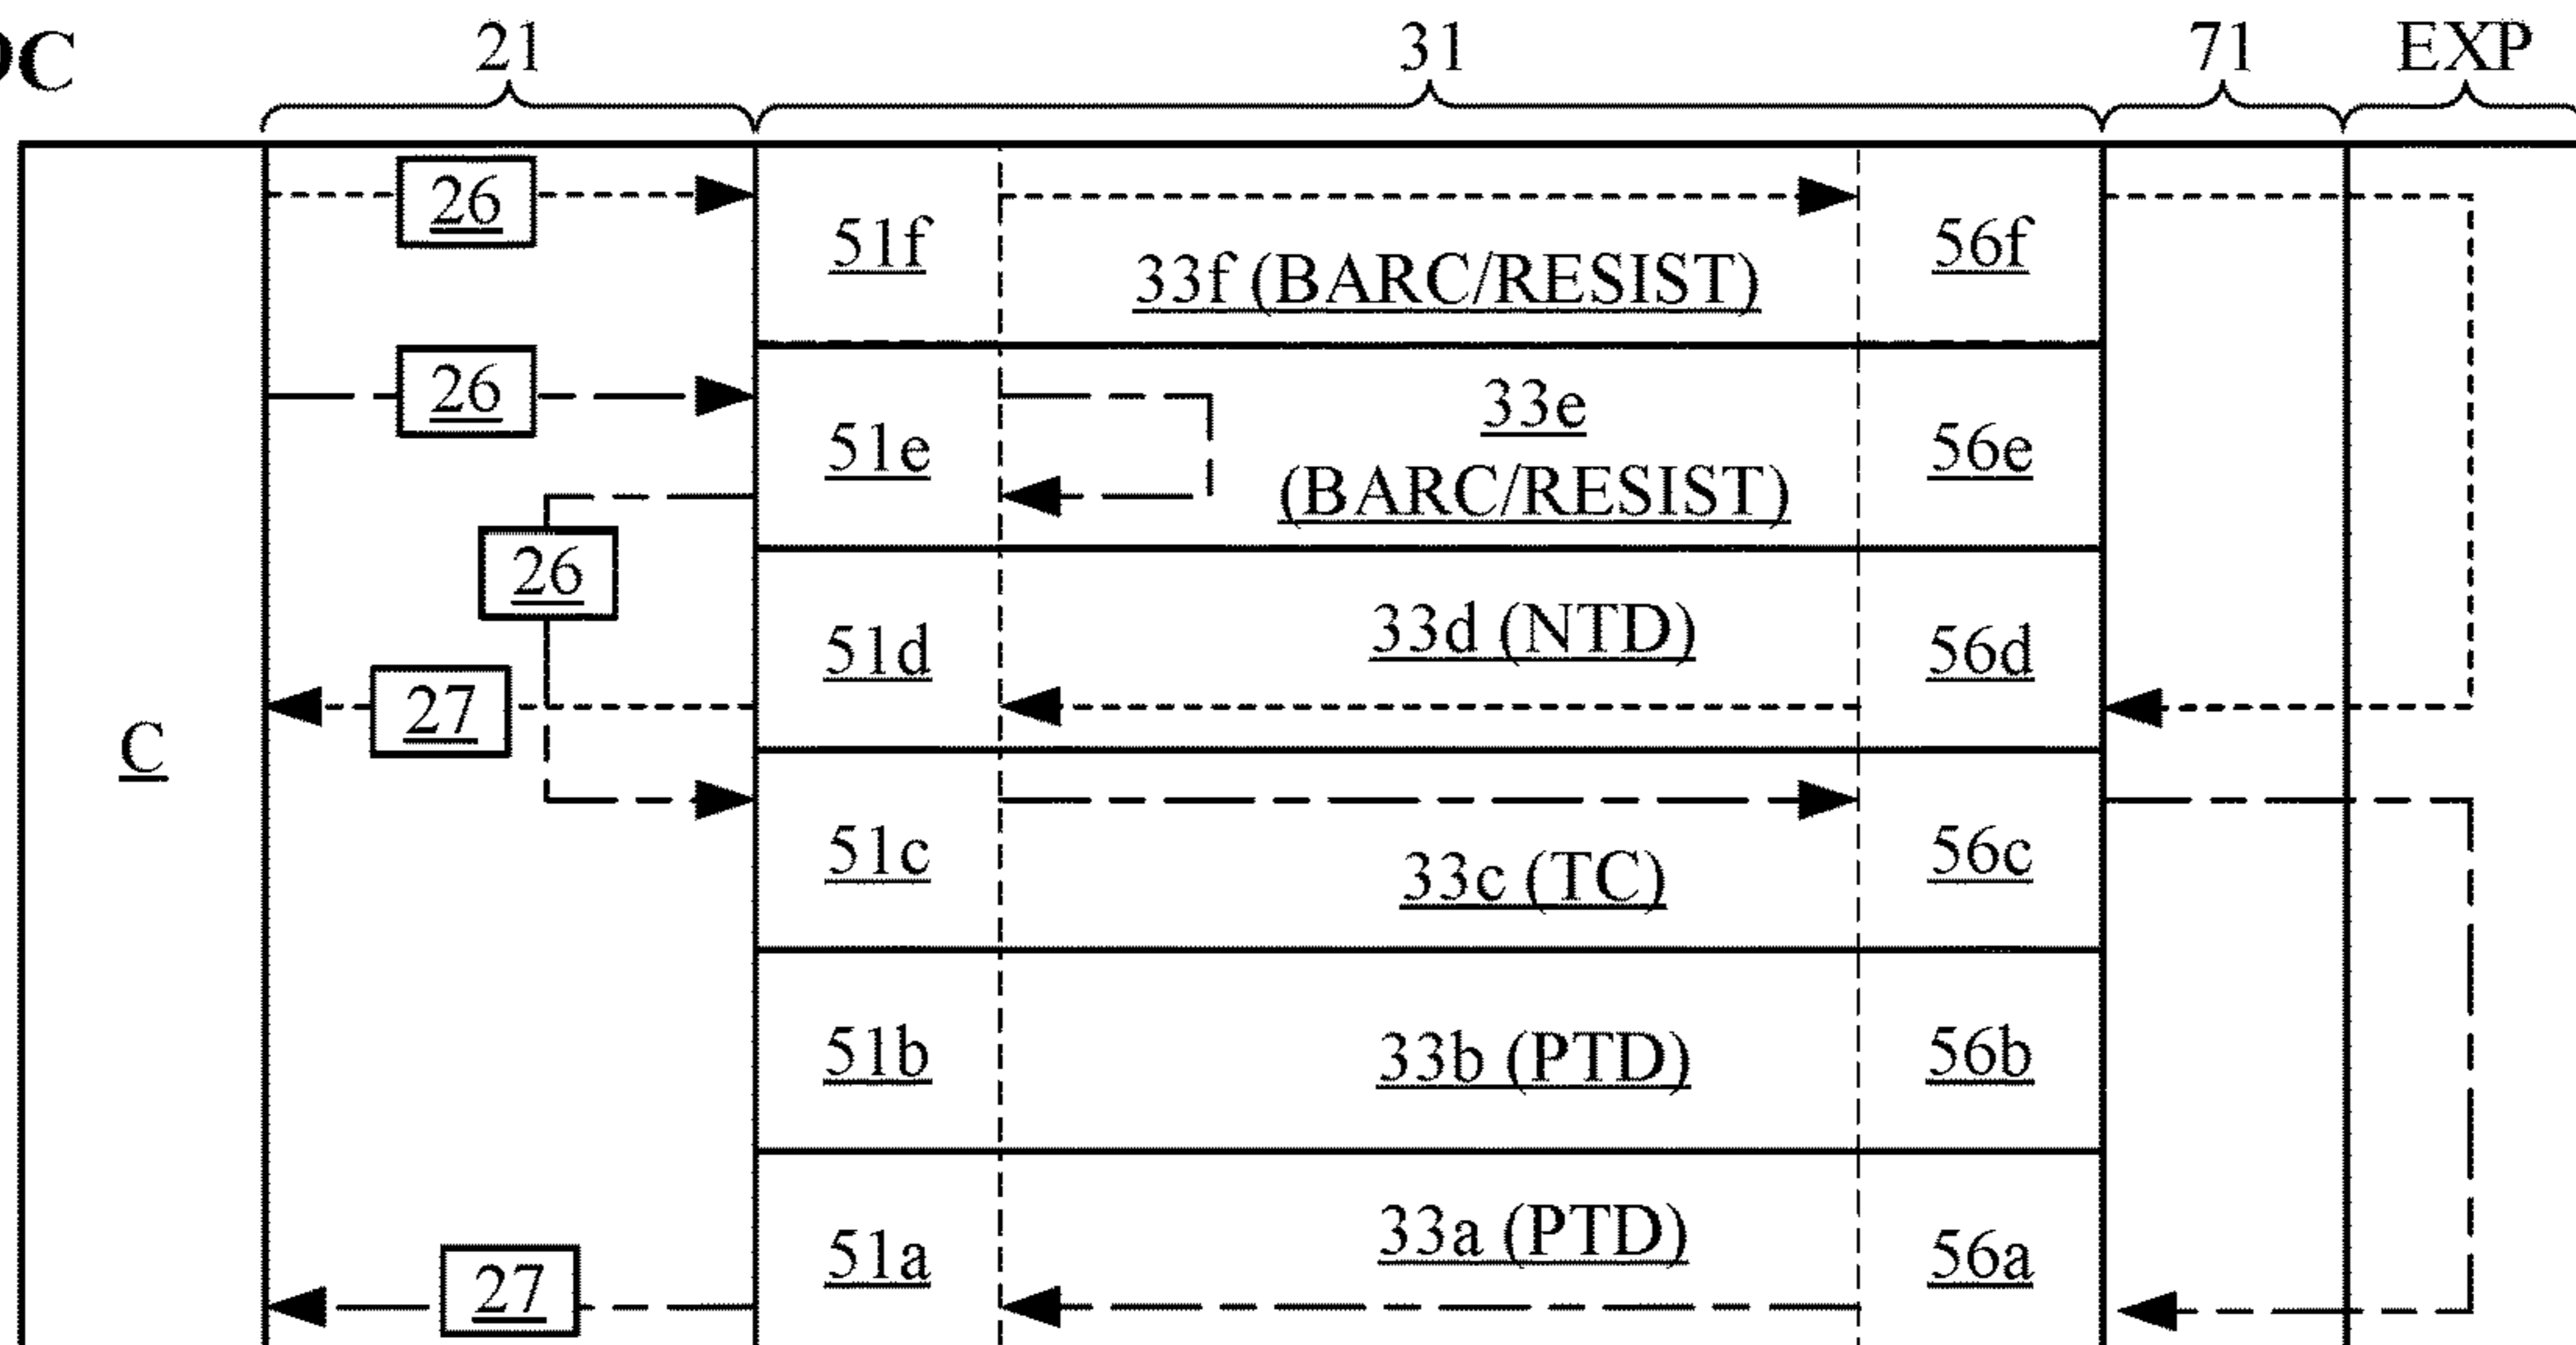 DC
21
31
71
EXP
26
51f
33f (BARC/RESIST)
56f
26
51e
33e
(BARC/RESIST)
56e
26
51d
33d (NTD)
56d
27
C
51c
33c (TC)
56c
51b
33b (PTD)
56b
51a
33a (PTD)
56a
27